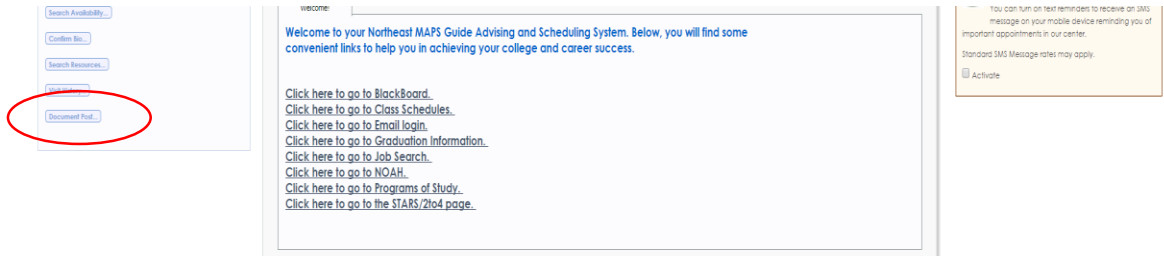 Search Availability...
Confirm Bio...
Search Resources...
Document Post...
Welcome!
Welcome to your Northeast MAPS Guide Advising and Scheduling System. Below, you will find some
convenient links to help you in achieving your college and career success.
Click here to go to BlackBoard.
Click here to go to Class Schedules.
Click here to go to Email login.
Click here to go to Graduation Information.
Click here to go to Job Search.
Click here to go to NOAH.
Click here to go to Programs of Study.
Click here to go to the STARS/2to4 page.
You can turn on text reminders to receive an SMS
message on your mobile device reminding you of
important appointments in our center.
Standard SMS Message rates may apply.
Activate